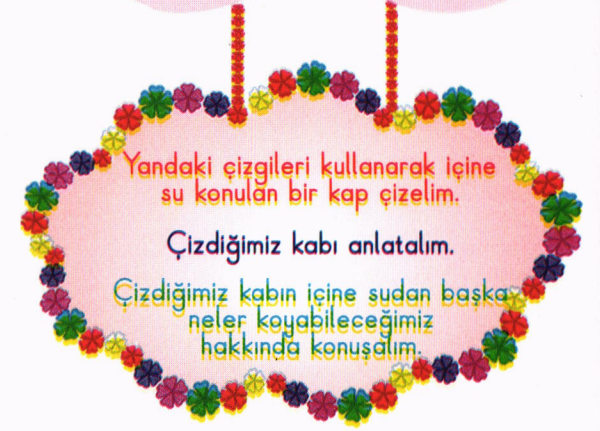 Yandaki çizgileri kullanarak içine
su konulan bir kap çizelim.
Çizdiğimiz kabı anlatalım.
Çizdiğimiz kabın içine sudan başka
neler koyabileceğimiz
hakkında konuşalım.